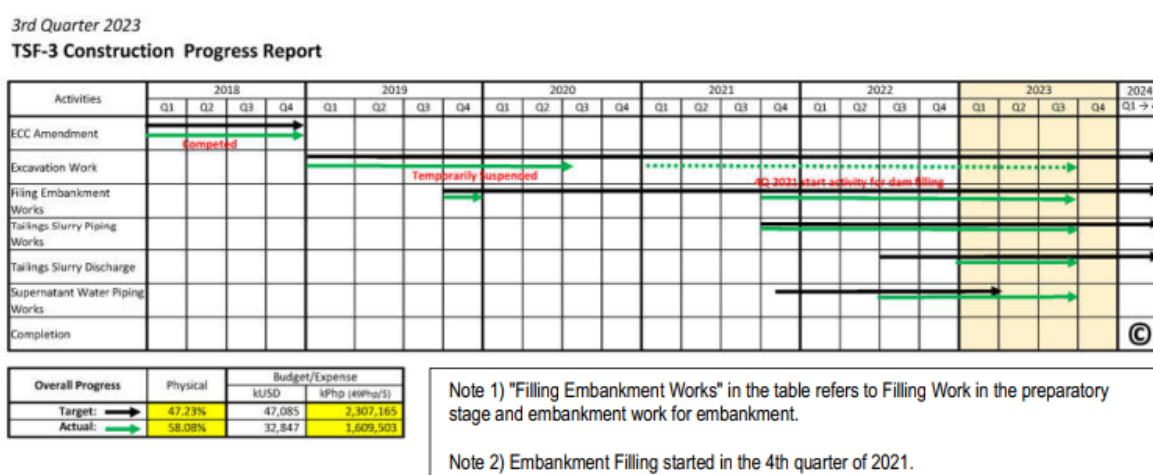 3rd Quarter 2023
TSF-3 Construction Progress Report
Activities 2018 2019 2020 2021 2022 2023 2024
Q1 Q2 Q3 Q4 Q1 Q2 Q3 Q4 Q1 Q2 Q3 Q4 Q1 Q2 Q3 Q4 Q1 Q2 Q3 Q4 Q1 Q2 Q3 Q4 Q1 →
ECC Amendment
Competed
Excavation Work
Temporarily Suspended
4Q 2021 start activity for dam filling
Filing Embankment
Works
Tailings Slurry Piping
Works
Tailings Slurry Discharge
Supernatant Water Piping
Works
Completion
©
Overall Progress Physical Budget/Expense
kUSD kPhp (49Php/$)
Target: 47.23% 47,085 2,307,165
Actual: 58.08% 32,847 1,609,503
Note 1) "Filling Embankment Works" in the table refers to Filling Work in the preparatory
stage and embankment work for embankment.
Note 2) Embankment Filling started in the 4th quarter of 2021.